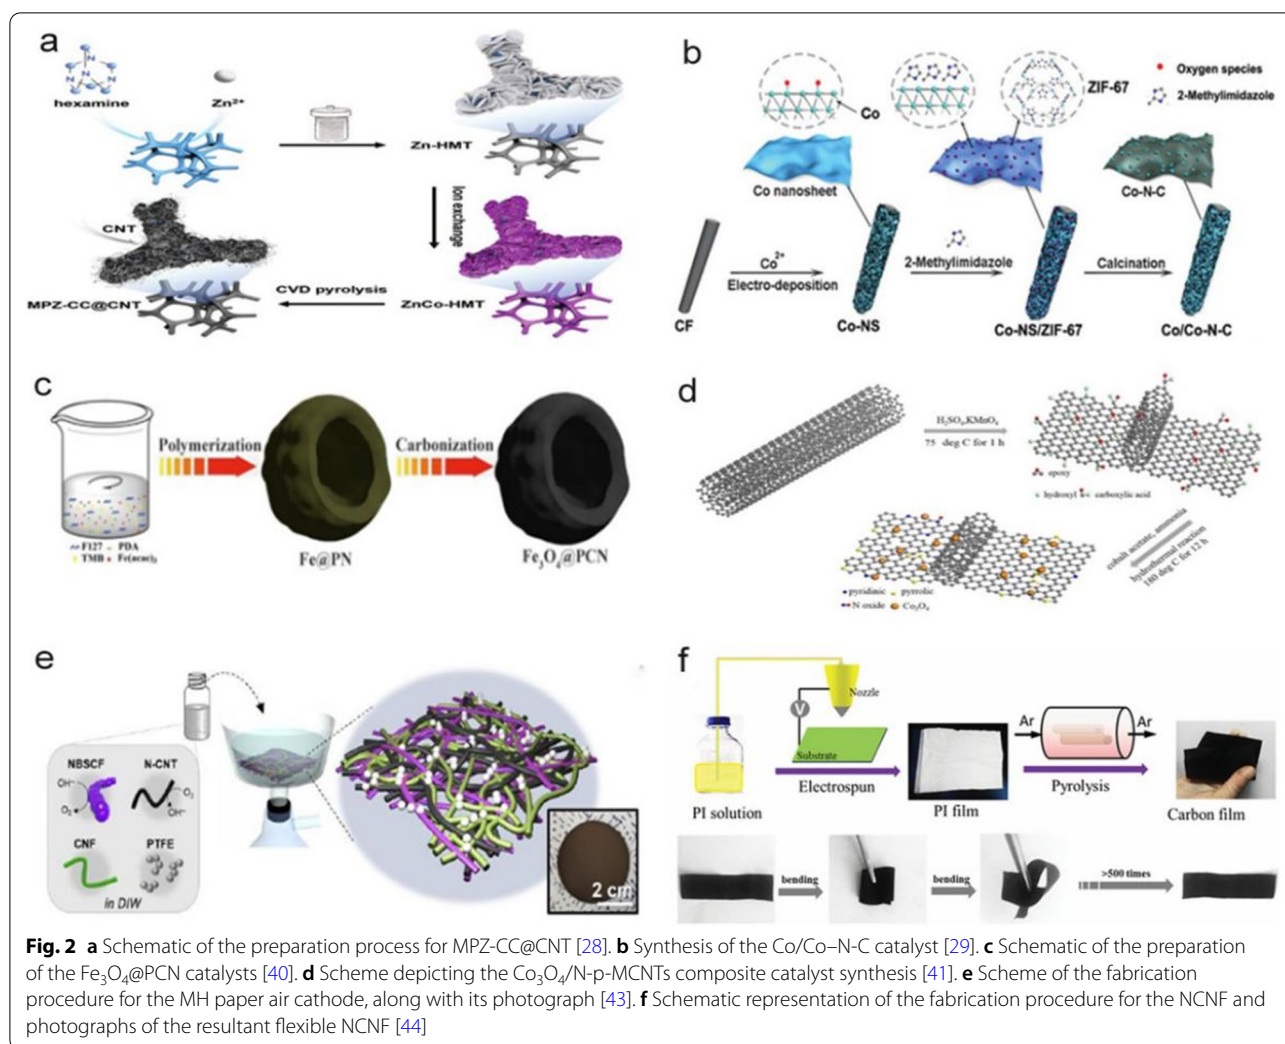 a
hexamine
Zn²⁺
Zn-HMT
Ion exchange
CNT
MPZ-CC@CNT
CVD pyrolysis
ZnCo-HMT
b
Oxygen species
2-Methylimidazole
ZIF-67
Co
Co nanosheet
Co-N-C
CF
Co²⁺
Electro-deposition
Co-NS
2-Methylimidazole
Co-NS/ZIF-67
Calcination
Co/Co-N-C
c
Polymerization
Carbonization
F127 PDA
TMB Fe(acac)₃
Fe@PN
Fe₃O₄@PCN
d
H₂SO₄,KMnO₄
75 deg C for 1 h
epoxy
hydroxyl carboxylic acid
cobalt acetate, ammonia
hydrothermal reaction
180 deg C for 12 h
pyridinic pyrrolic
N oxide Co₃O₄
e
NBSCF N-CNT
OH⁻ O₂
O₂ OH⁻
CNF PTFE
in DIW
2 cm
f
Nozzle
V
Substrate
PI solution
Electrospun
PI film
Ar Ar
Pyrolysis
Carbon film
bending
bending
>500 times
Fig. 2 a Schematic of the preparation process for MPZ-CC@CNT [28]. b Synthesis of the Co/Co–N-C catalyst [29]. c Schematic of the preparation
of the Fe₃O₄@PCN catalysts [40]. d Scheme depicting the Co₃O₄/N-p-MCNTs composite catalyst synthesis [41]. e Scheme of the fabrication
procedure for the MH paper air cathode, along with its photograph [43]. f Schematic representation of the fabrication procedure for the NCNF and
photographs of the resultant flexible NCNF [44]